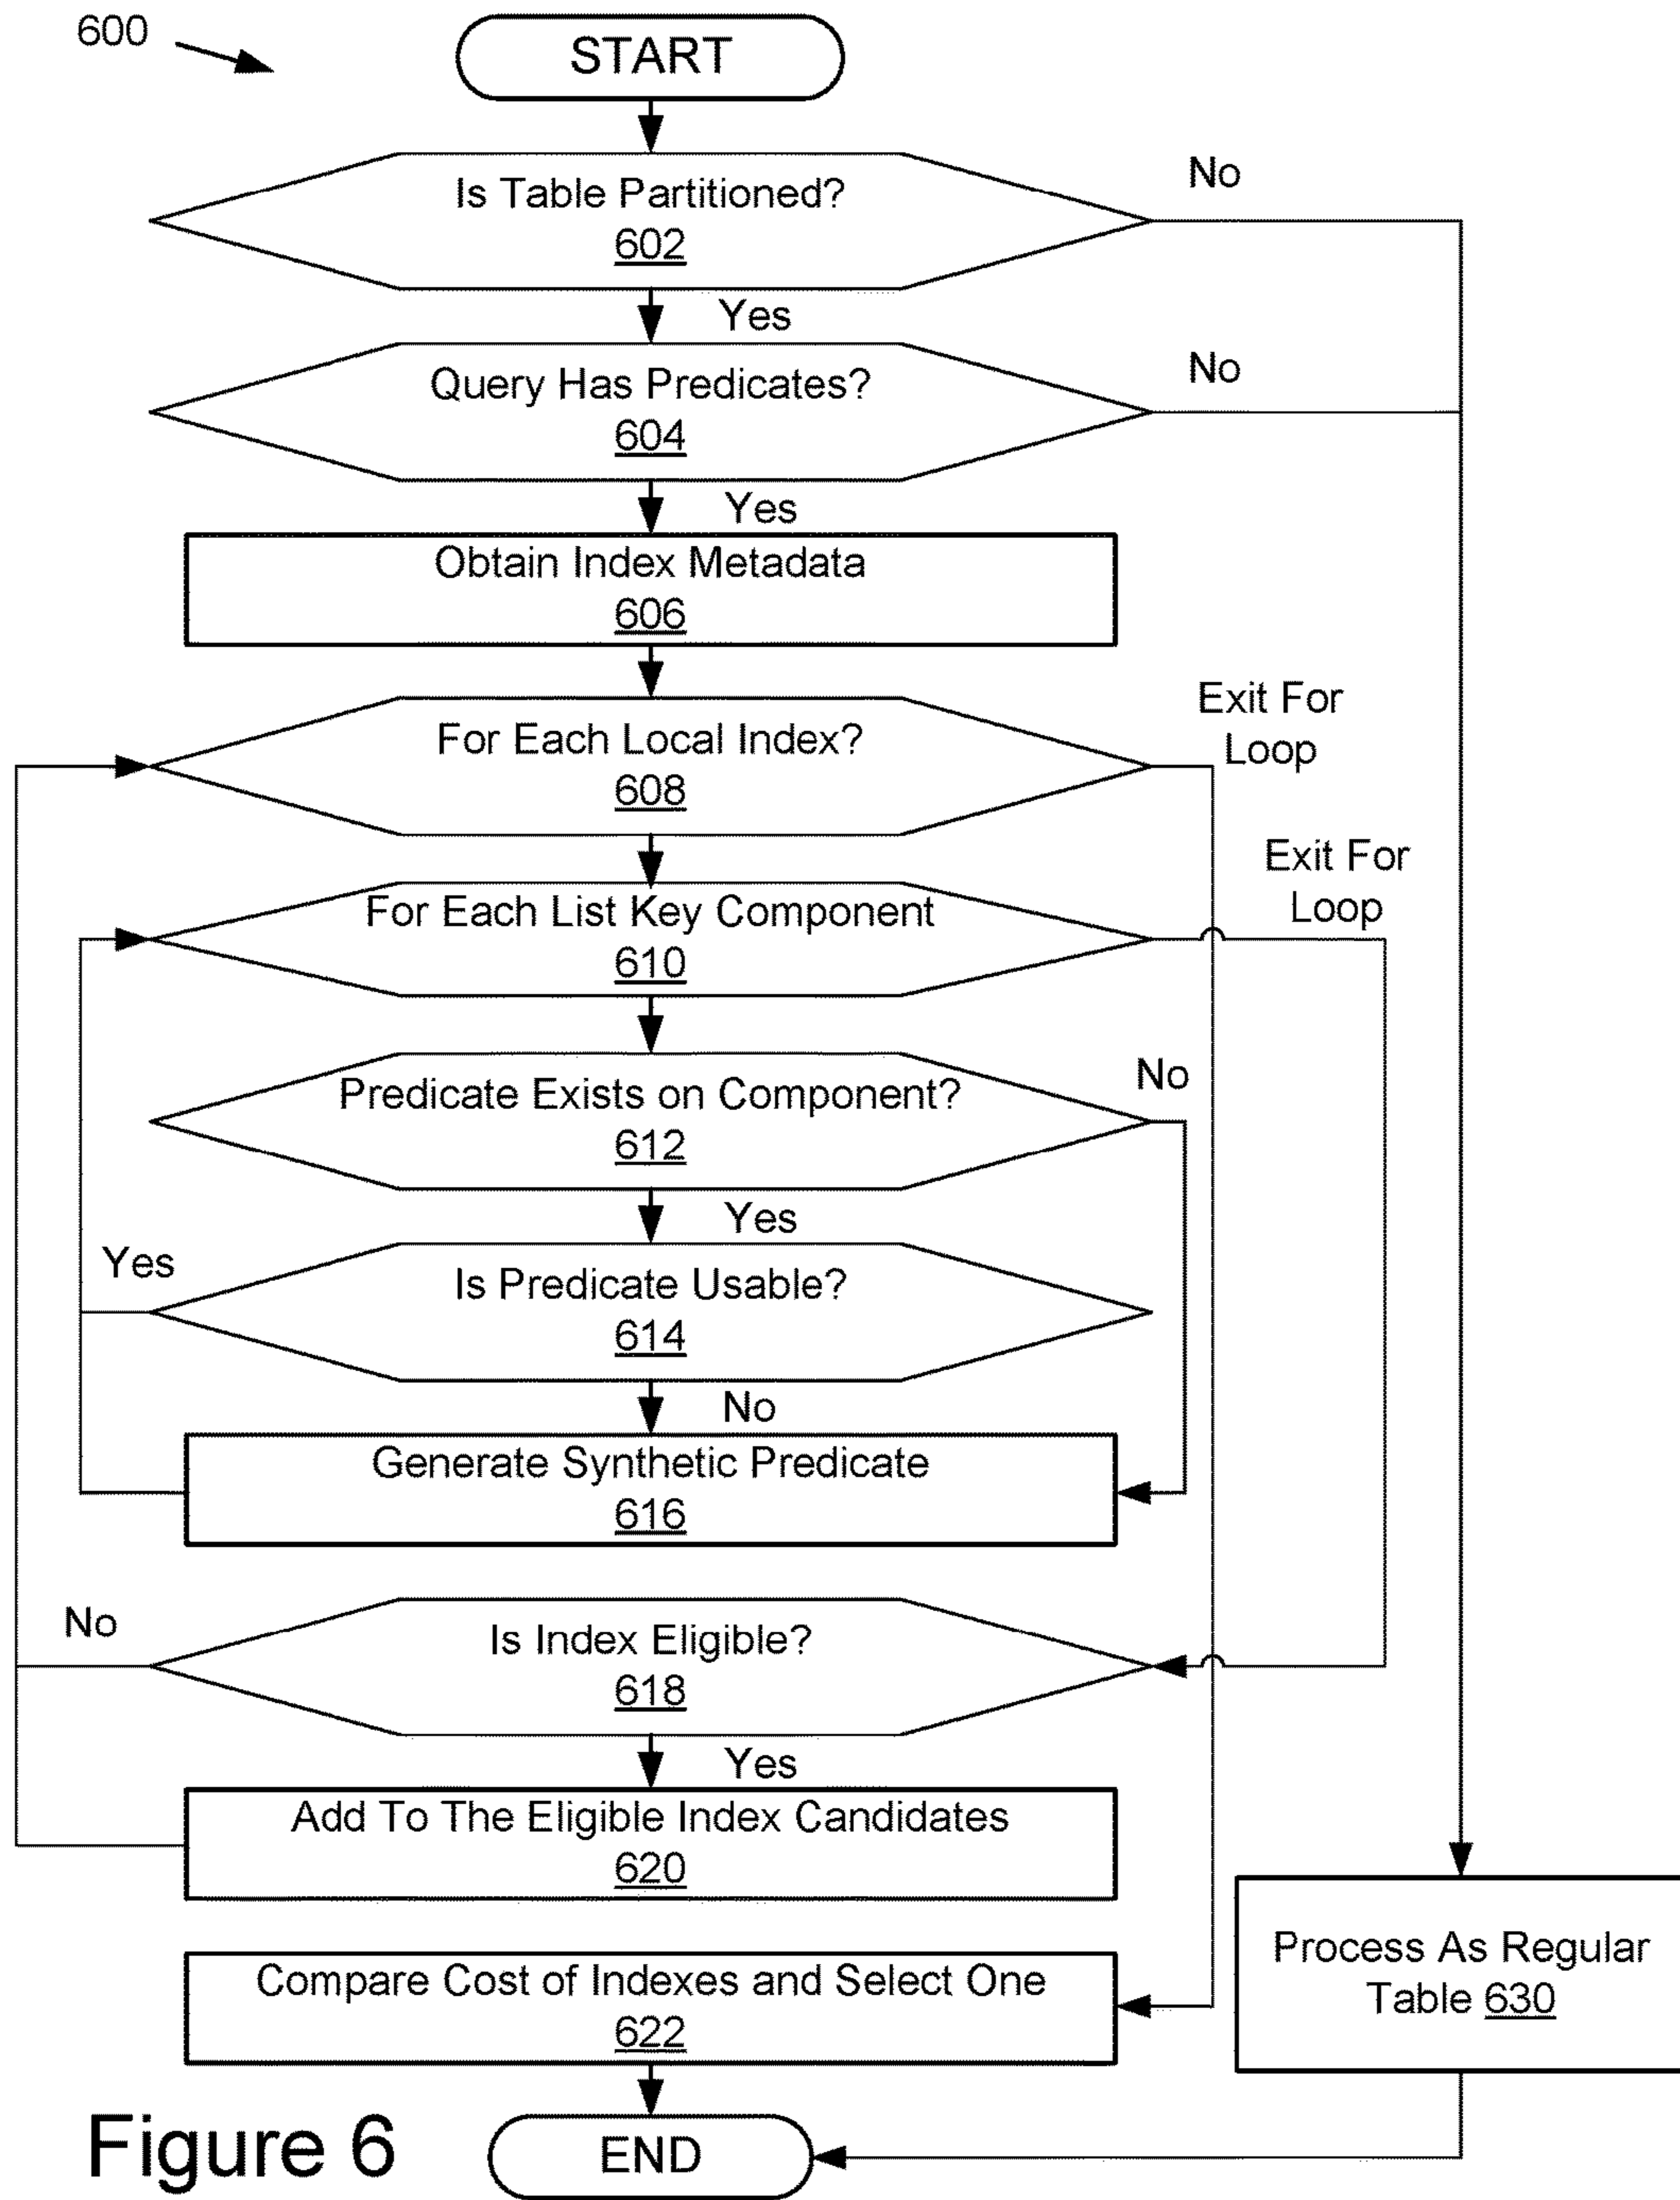 600
START
Is Table Partitioned?
602
No
Yes
Query Has Predicates?
604
No
Yes
Obtain Index Metadata
606
For Each Local Index?
608
Exit For
Loop
For Each List Key Component
610
Exit For
Loop
Predicate Exists on Component?
612
No
Yes
Is Predicate Usable?
614
Yes
No
Generate Synthetic Predicate
616
Is Index Eligible?
618
No
Yes
Add To The Eligible Index Candidates
620
Compare Cost of Indexes and Select One
622
Process As Regular
Table 630
END
Figure 6